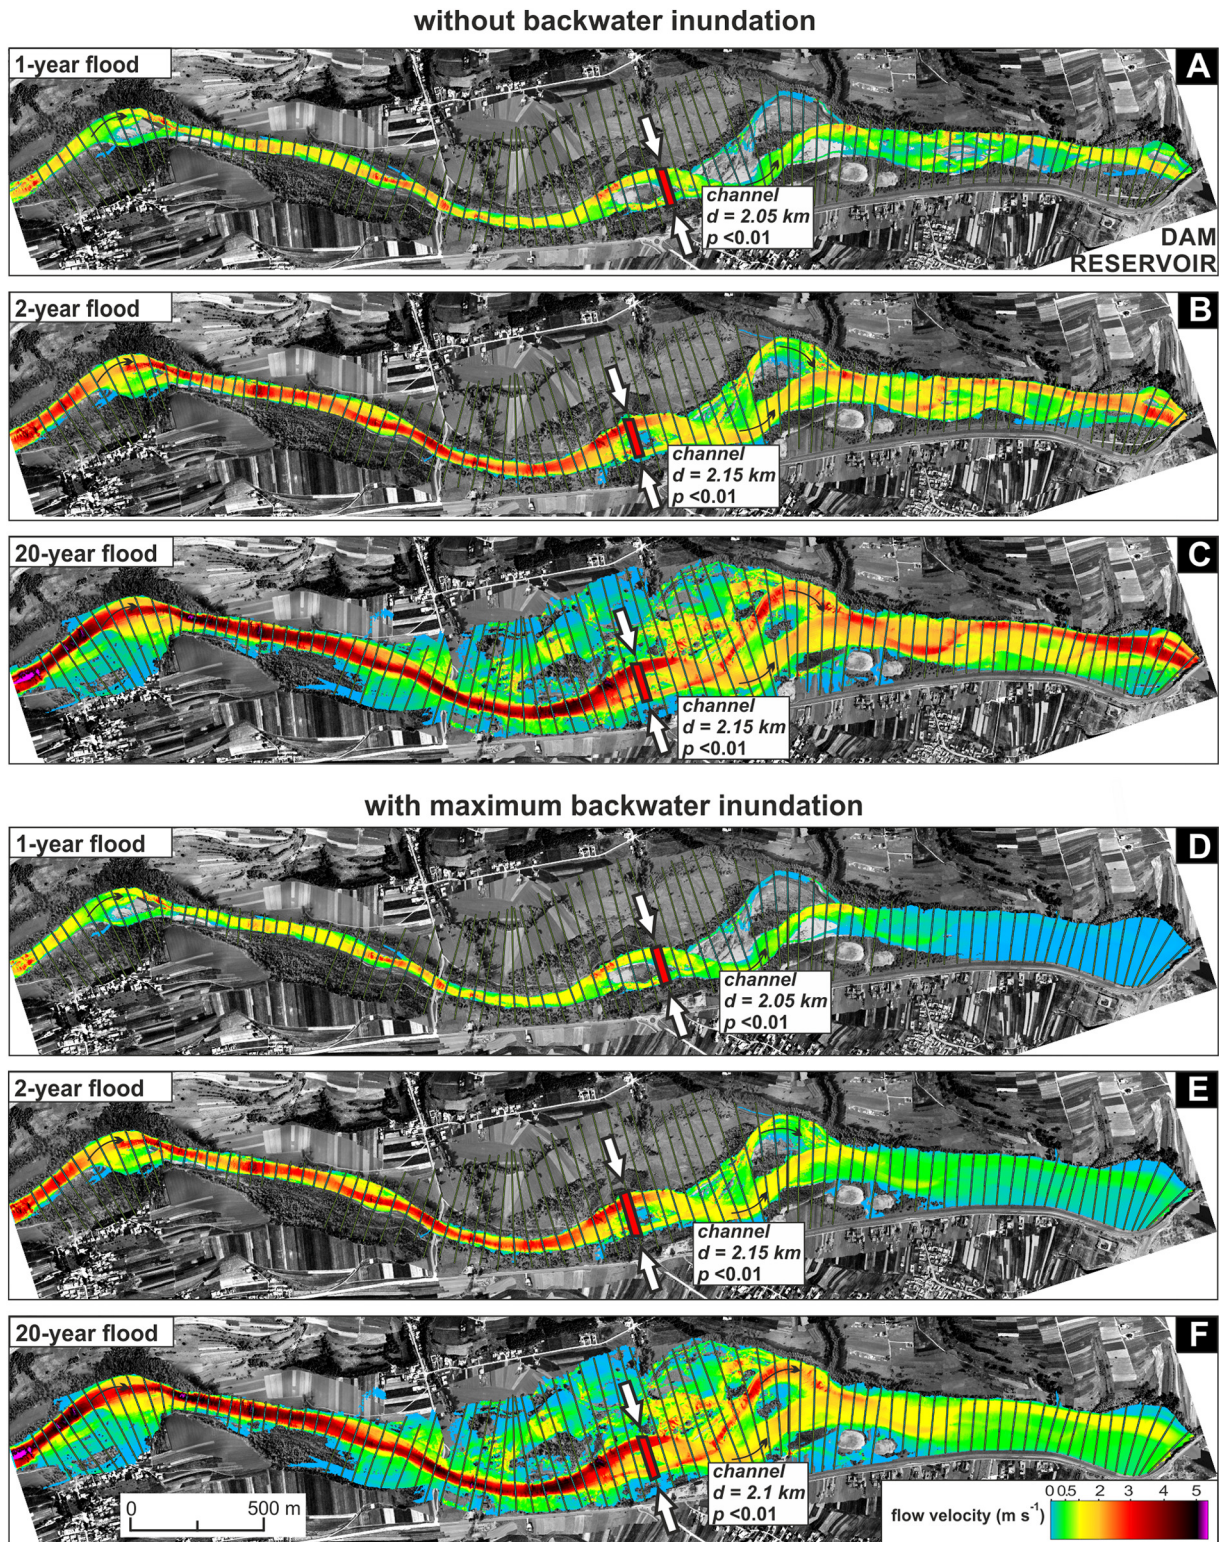 without backwater inundation
1-year flood
A
channel
d = 2.05 km
p <0.01
DAM
RESERVOIR
2-year flood
B
channel
d = 2.15 km
p <0.01
20-year flood
C
channel
d = 2.15 km
p <0.01
with maximum backwater inundation
1-year flood
D
channel
d = 2.05 km
p <0.01
2-year flood
E
channel
d = 2.15 km
p <0.01
20-year flood
F
channel
d = 2.1 km
p <0.01
0 500 m
flow velocity (m s⁻¹)
0 0.5 1 2 3 4 5